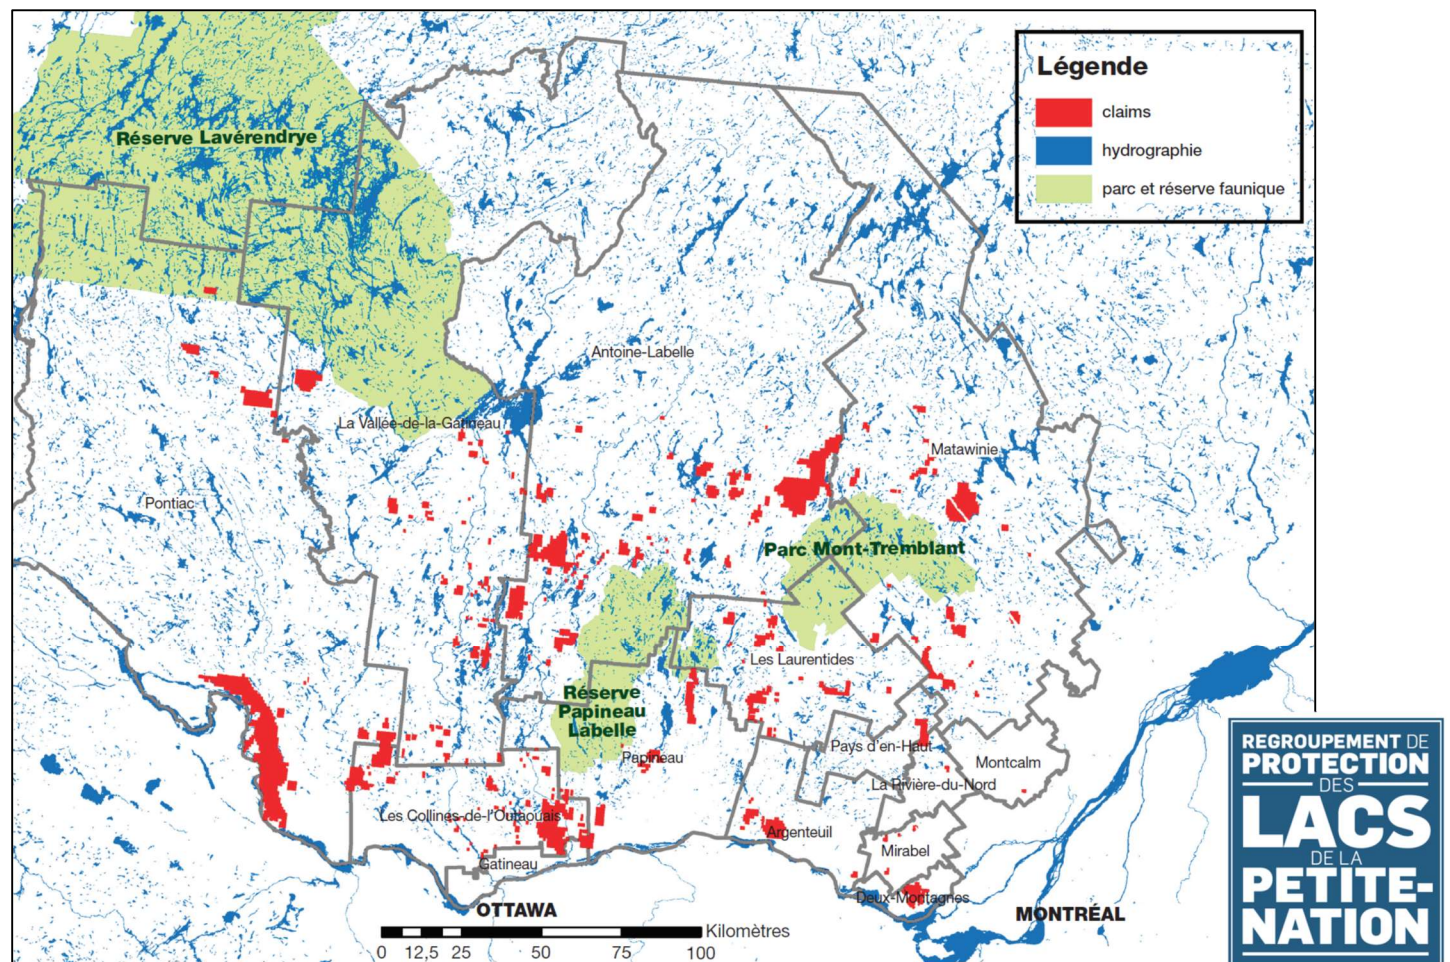 Légende
claims
hydrographie
parc et réserve faunique
Réserve Lavérendrye
Antoine-Labelle
La Vallée-de-la-Gatineau
Matawinie
Pontiac
Parc Mont-Tremblant
Les Laurentides
Réserve
Papineau
Labelle
Papineau
Pays d'en-Haut
Montcalm
La Rivière-du-Nord
Les Collines-de-l'Outaouais
Argenteuil
Mirabel
Gatineau
Deux-Montagnes
OTTAWA
MONTRÉAL
Kilomètres
0 12,5 25 50 75 100
REGROUPEMENT DE
PROTECTION
DES
LACS
DE LA
PETITE-
NATION